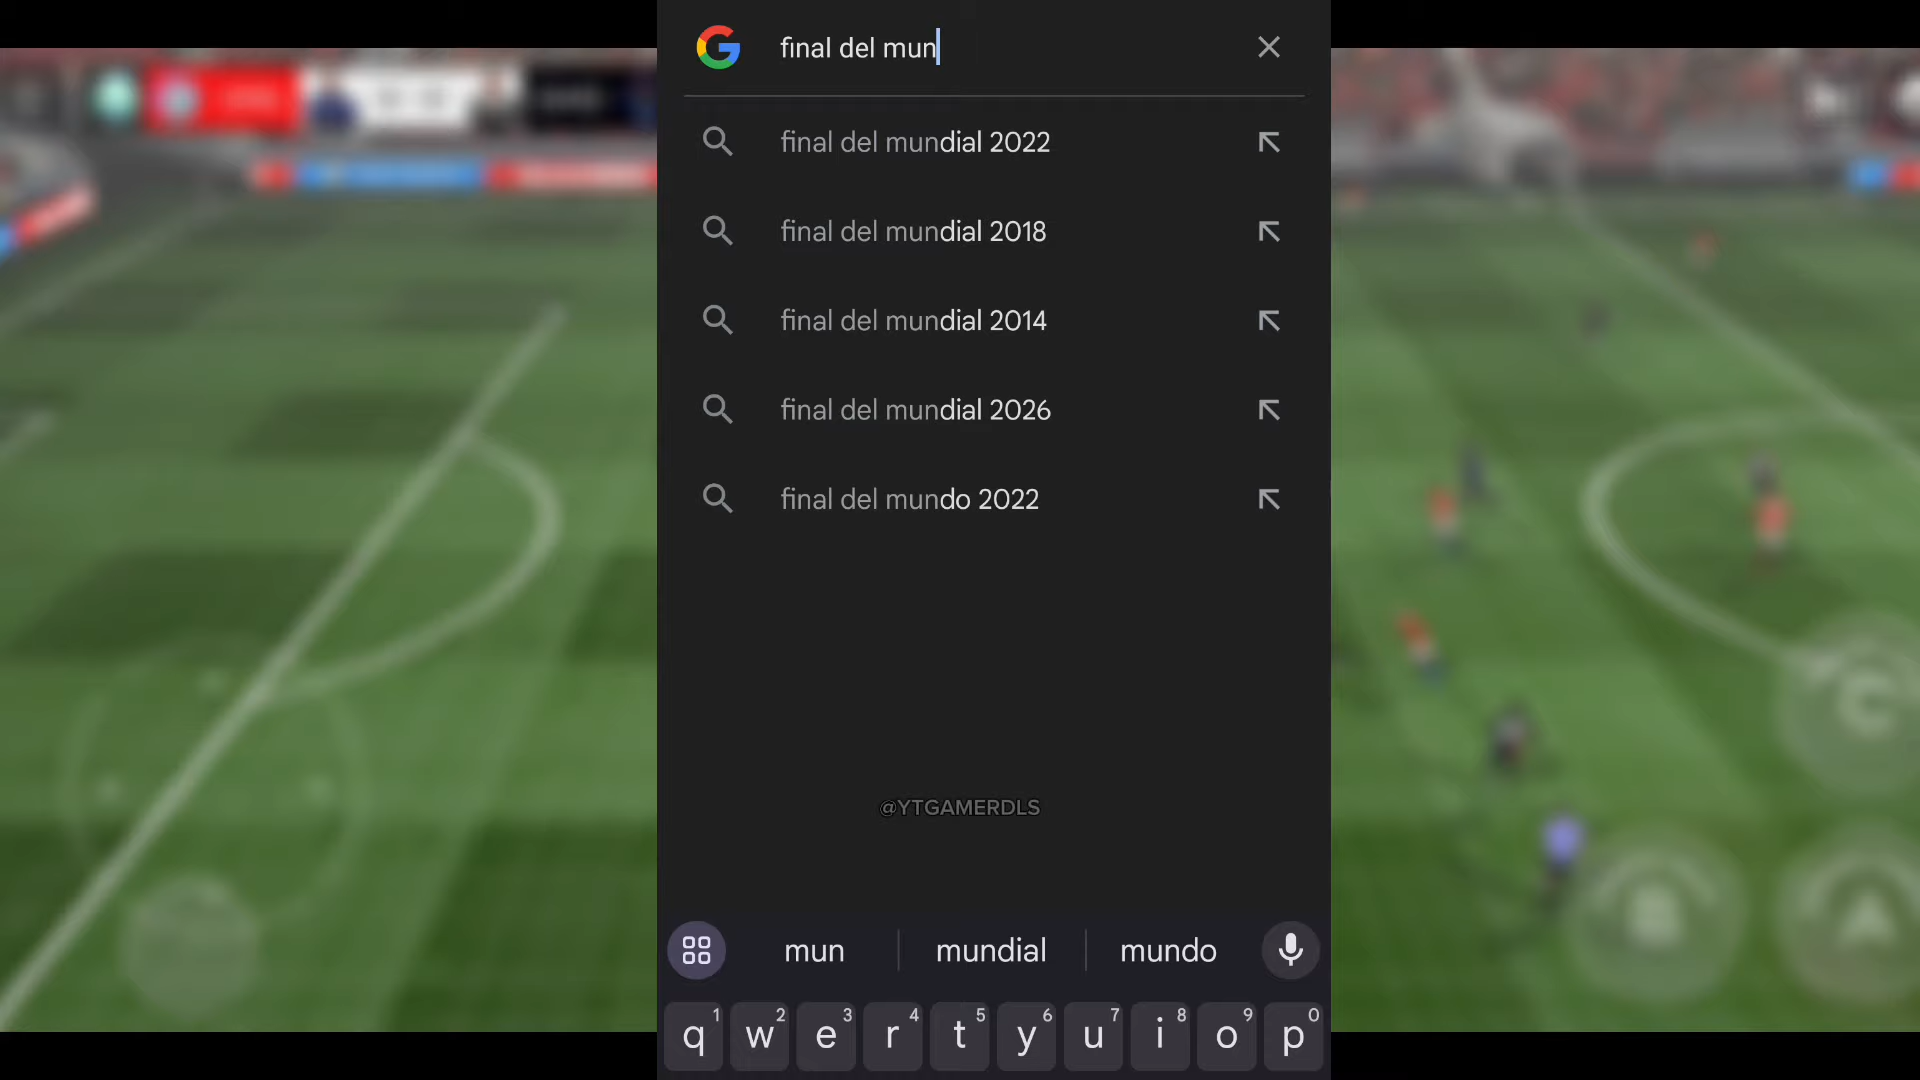 final del mun
final del mundial 2022
final del mundial 2018
final del mundial 2014
final del mundial 2026
final del mundo 2022
@YTGAMERDLS
mun mundial mundo
1 2 3 4 5 6 7 8 9 0
q w e r t y u i o p
C
B
A